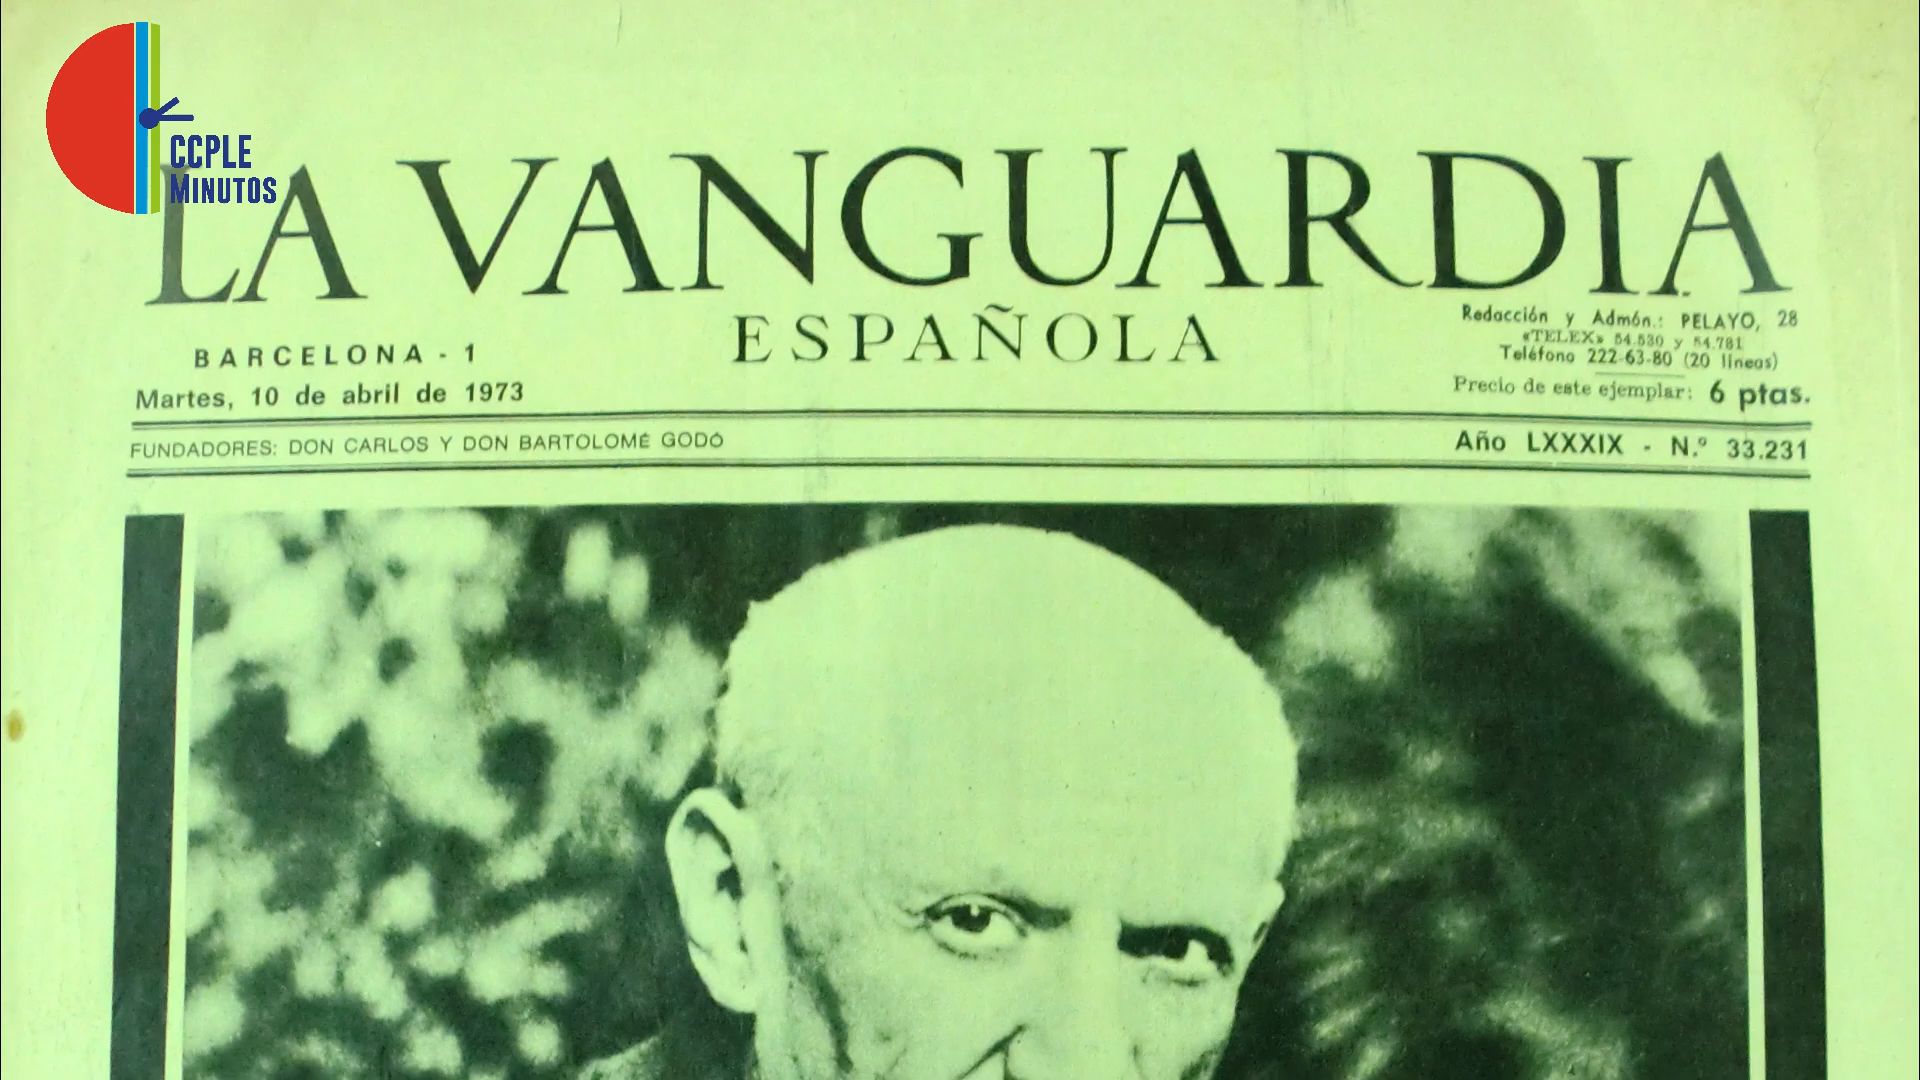 CCPLE
MINUTOS
LA VANGUARDIA
ESPAÑOLA
BARCELONA - 1
Martes, 10 de abril de 1973
Redacción y Admón.: PELAYO, 28
«TELEX» 54.530 y 54.781
Teléfono 222-63-80 (20 líneas)
Precio de este ejemplar: 6 ptas.
FUNDADORES: DON CARLOS Y DON BARTOLOMÉ GODÓ
Año LXXXIX - N.º 33.231